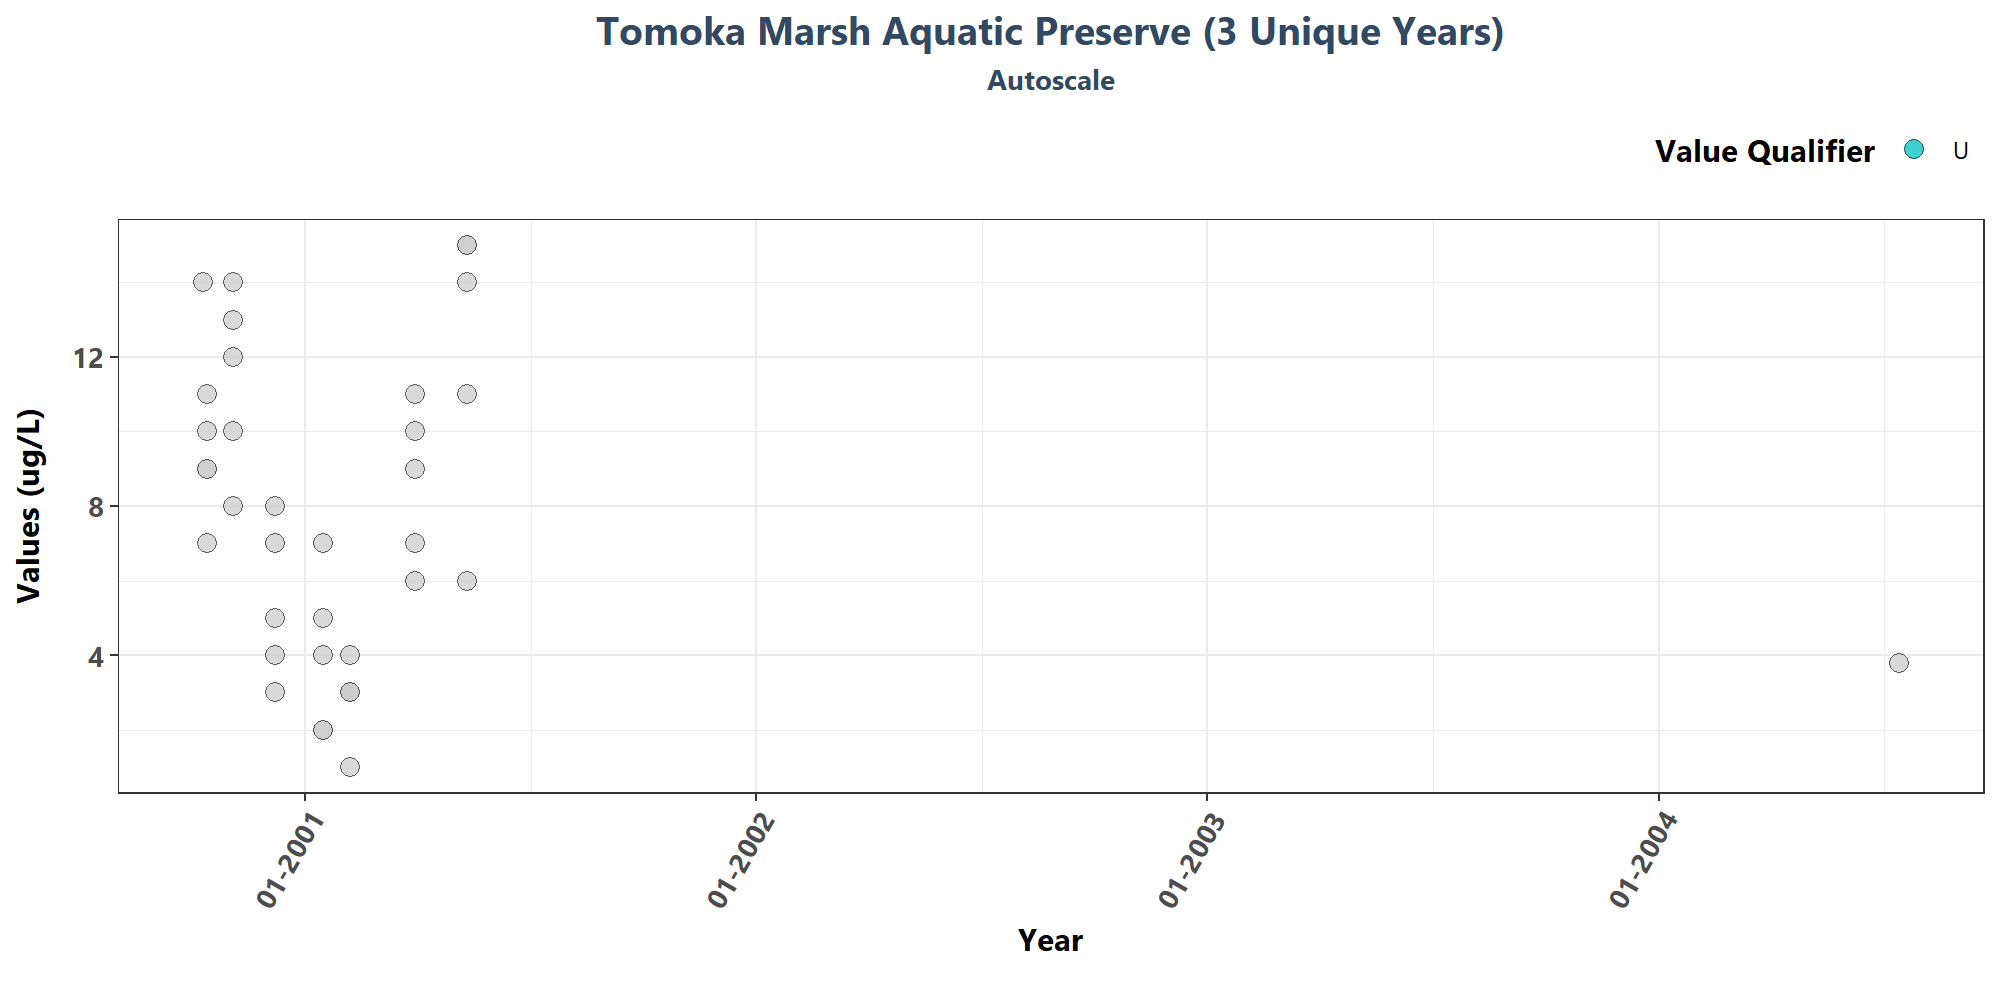 Tomoka Marsh Aquatic Preserve (3 Unique Years)
Autoscale
Value Qualifier U
Values (ug/L)
12
8
4
01-2001 01-2002 01-2003 01-2004
Year